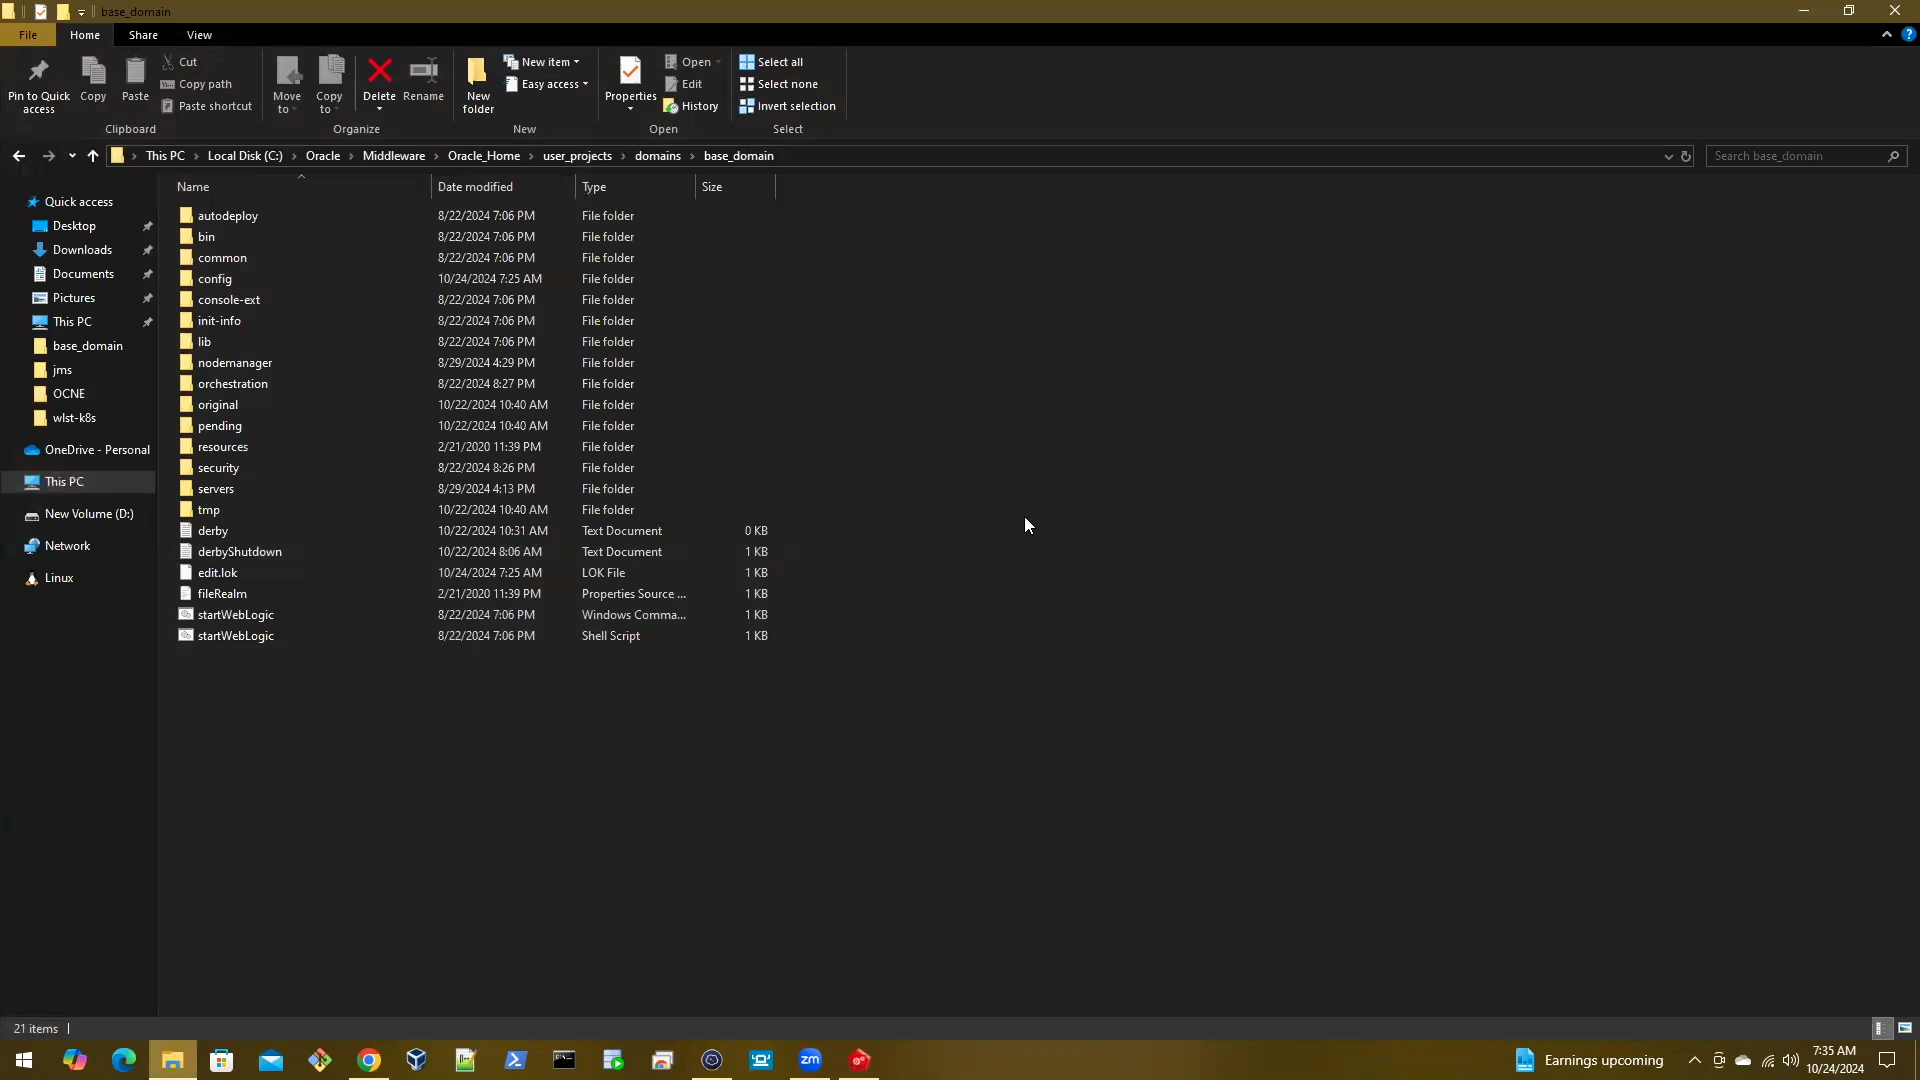 base_domain
File Home Share View
Pin to Quick access
Copy
Paste
Cut
Copy path
Paste shortcut
Clipboard
Move to
Copy to
Delete
Rename
Organize
New folder
New item
Easy access
New
Properties
Open
Edit
History
Open
Select all
Select none
Invert selection
Select
This PC Local Disk (C:) Oracle Middleware Oracle_Home user_projects domains base_domain
Search base_domain
Quick access
Desktop
Downloads
Documents
Pictures
This PC
base_domain
jms
OCNE
wlst-k8s
OneDrive - Personal
This PC
New Volume (D:)
Network
Linux
Name Date modified Type Size
autodeploy 8/22/2024 7:06 PM File folder
bin 8/22/2024 7:06 PM File folder
common 8/22/2024 7:06 PM File folder
config 10/24/2024 7:25 AM File folder
console-ext 8/22/2024 7:06 PM File folder
init-info 8/22/2024 7:06 PM File folder
lib 8/22/2024 7:06 PM File folder
nodemanager 8/29/2024 4:29 PM File folder
orchestration 8/22/2024 8:27 PM File folder
original 10/22/2024 10:40 AM File folder
pending 10/22/2024 10:40 AM File folder
resources 2/21/2020 11:39 PM File folder
security 8/22/2024 8:26 PM File folder
servers 8/29/2024 4:13 PM File folder
tmp 10/22/2024 10:40 AM File folder
derby 10/22/2024 10:31 AM Text Document 0 KB
derbyShutdown 10/22/2024 8:06 AM Text Document 1 KB
edit.lok 10/24/2024 7:25 AM LOK File 1 KB
fileRealm 2/21/2020 11:39 PM Properties Source ... 1 KB
startWebLogic 8/22/2024 7:06 PM Windows Comma... 1 KB
startWebLogic 8/22/2024 7:06 PM Shell Script 1 KB
21 items
zm
Earnings upcoming
7:35 AM
10/24/2024